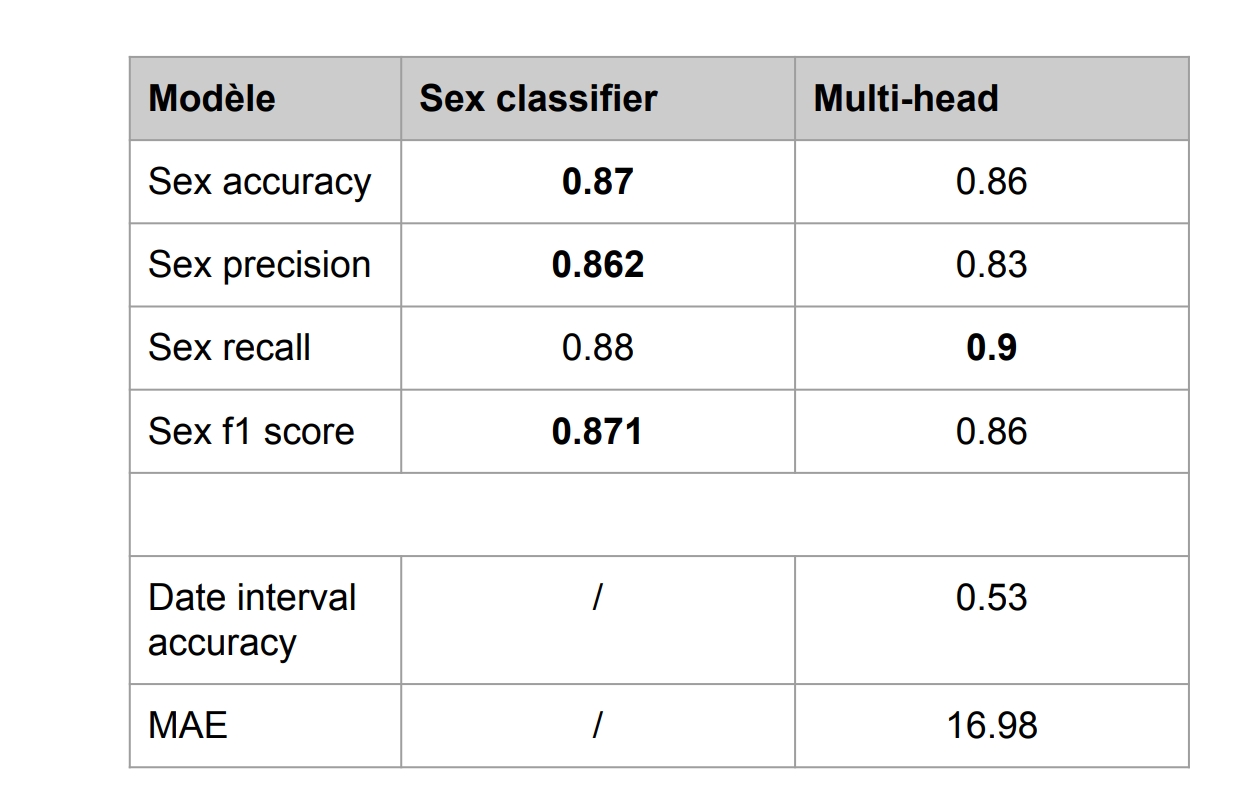 Modèle Sex classifier Multi-head
Sex accuracy 0.87 0.86
Sex precision 0.862 0.83
Sex recall 0.88 0.9
Sex f1 score 0.871 0.86
Date interval / 0.53
accuracy
MAE / 16.98